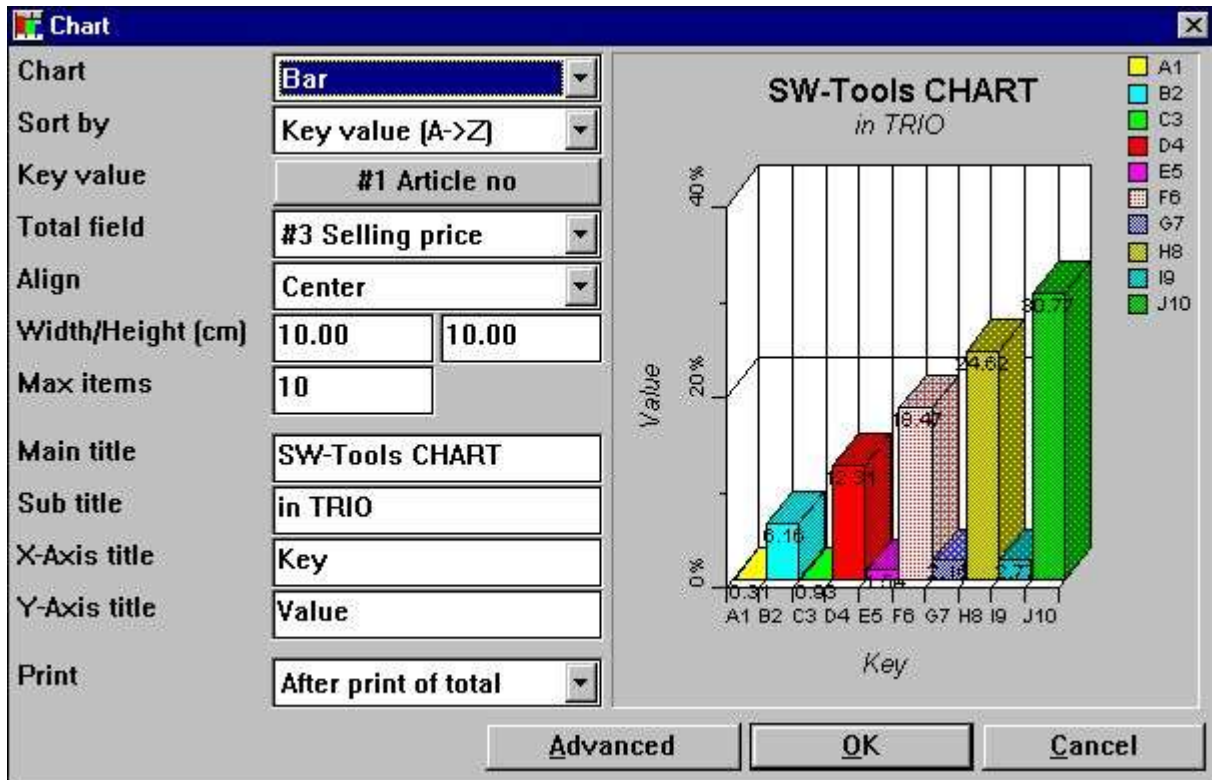 Chart
Chart Bar
Sort by Key value (A->Z)
Key value #1 Article no
Total field #3 Selling price
Align Center
Width/Height (cm) 10.00 10.00
Max items 10
Main title SW-Tools CHART
Sub title in TRIO
X-Axis title Key
Y-Axis title Value
Print After print of total
SW-Tools CHART
in TRIO
A1
B2
C3
D4
E5
F6
G7
H8
I9
J10
Value
40%
20%
0%
30.77
24.62
18.47
12.31
6.16
0.31 0.93
A1 B2 C3 D4 E5 F6 G7 H8 I9 J10
Key
Advanced OK Cancel